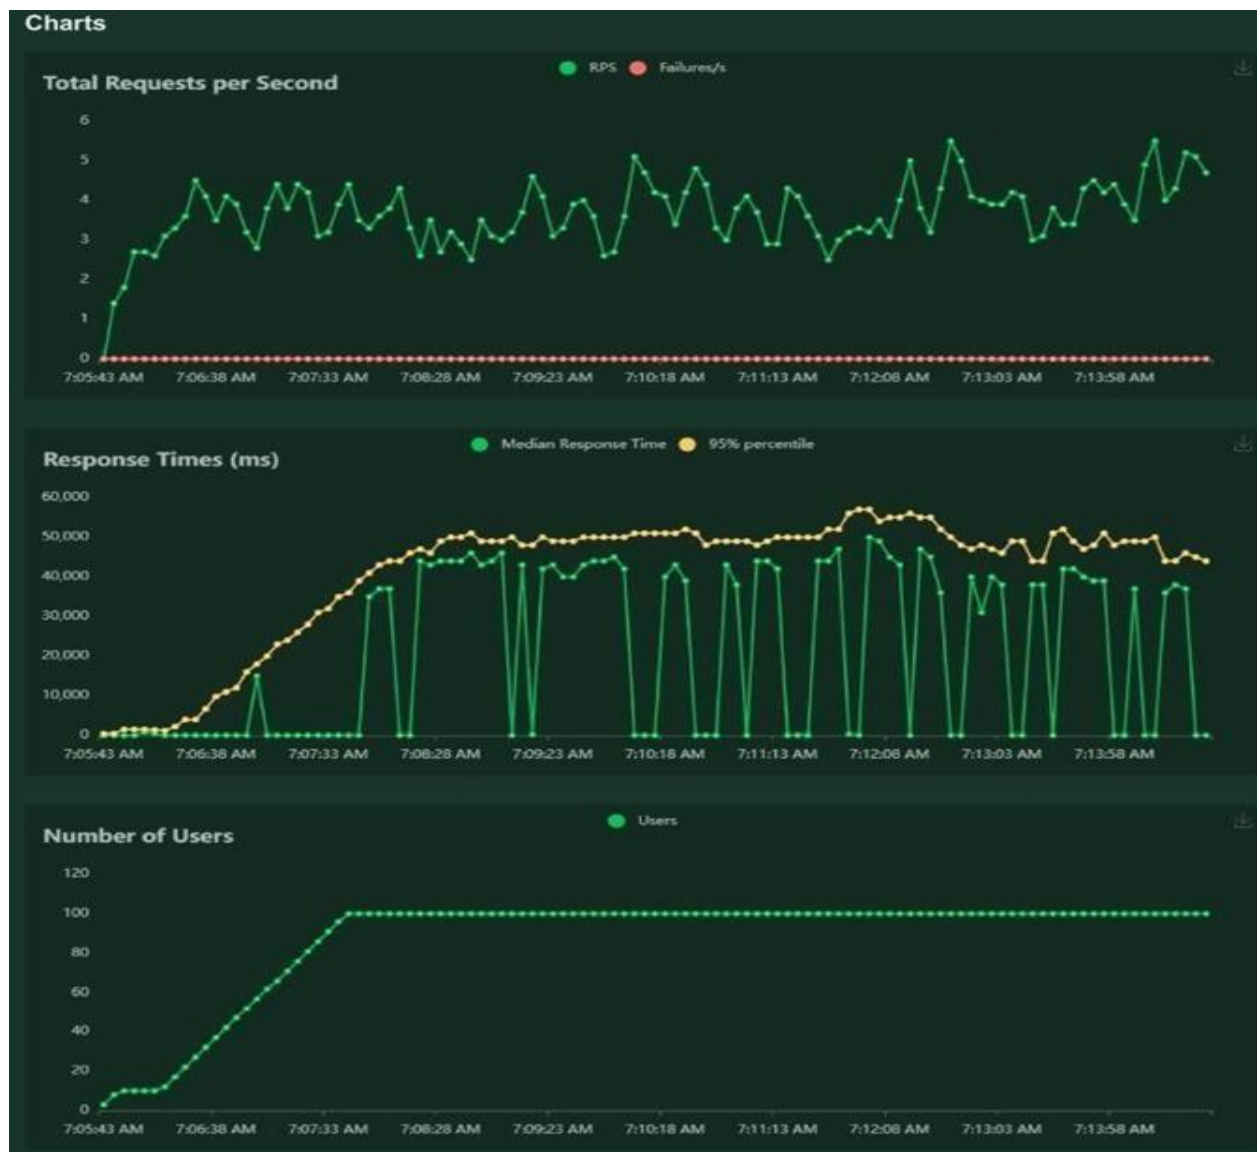 Charts
RPS Failures/s
Total Requests per Second
6
5
4
3
2
1
0
7:05:43 AM 7:06:38 AM 7:07:33 AM 7:08:28 AM 7:09:23 AM 7:10:18 AM 7:11:13 AM 7:12:08 AM 7:13:03 AM 7:13:58 AM
Median Response Time 95% percentile
Response Times (ms)
60,000
50,000
40,000
30,000
20,000
10,000
0
7:05:43 AM 7:06:38 AM 7:07:33 AM 7:08:28 AM 7:09:23 AM 7:10:18 AM 7:11:13 AM 7:12:08 AM 7:13:03 AM 7:13:58 AM
Users
Number of Users
120
100
80
60
40
20
0
7:05:43 AM 7:06:38 AM 7:07:33 AM 7:08:28 AM 7:09:23 AM 7:10:18 AM 7:11:13 AM 7:12:08 AM 7:13:03 AM 7:13:58 AM